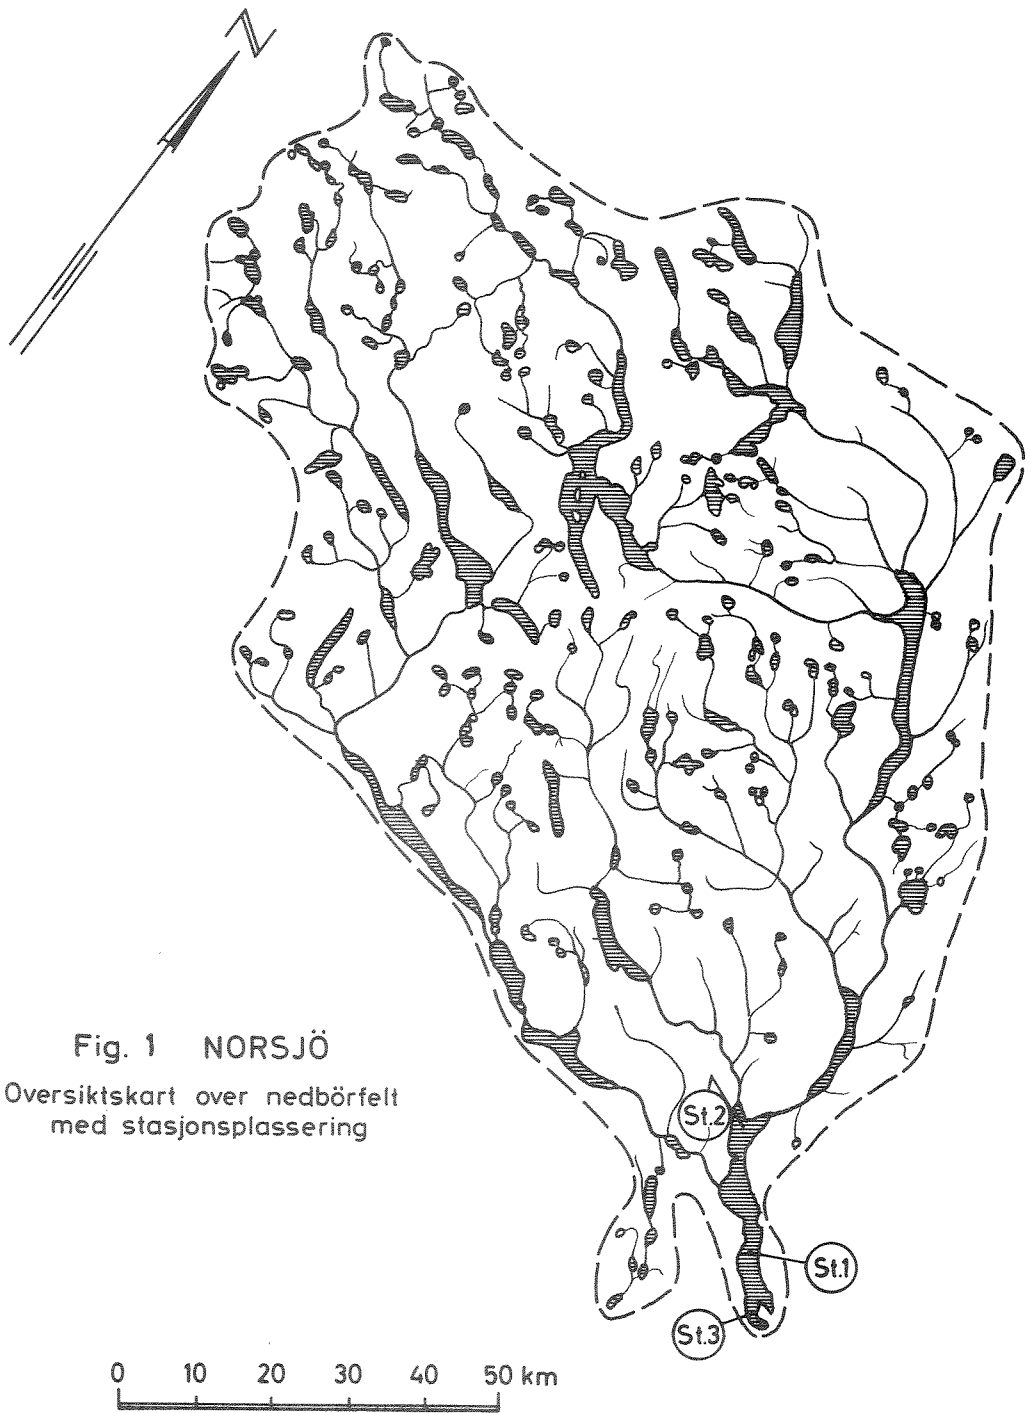 N
Fig. 1 NORSJÖ
Oversiktskart over nedbörfelt
med stasjonsplassering
St.2
St.1
St.3
0 10 20 30 40 50 km